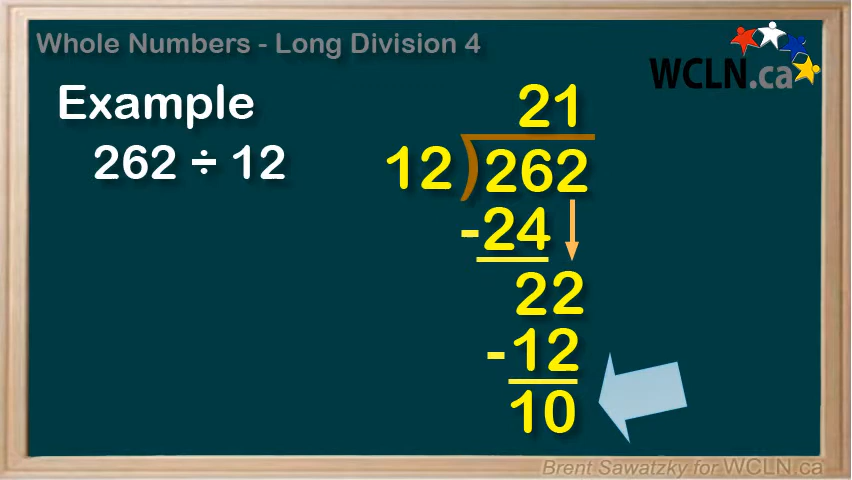 Whole Numbers - Long Division 4
WCLN.ca
Example
262 ÷ 12
21
12)262
-24
22
-12
10
Brent Sawatzky for WCLN.ca